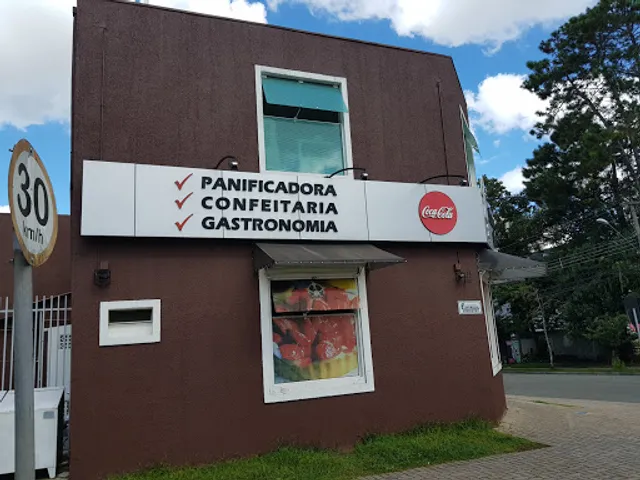 30
km/h
PANIFICADORA
CONFEITARIA
GASTRONOMIA
Coca-Cola